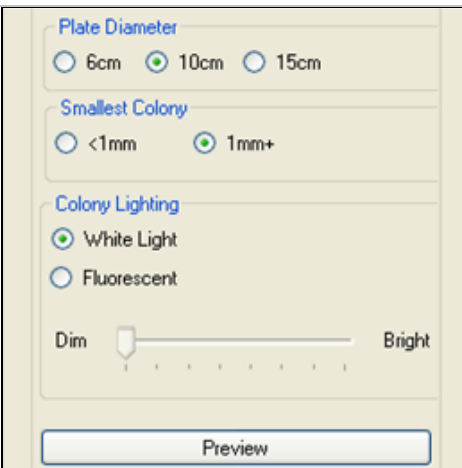 Plate Diameter
6cm 10cm 15cm
Smallest Colony
<1mm 1mm+
Colony Lighting
White Light
Fluorescent
Dim Bright
Preview